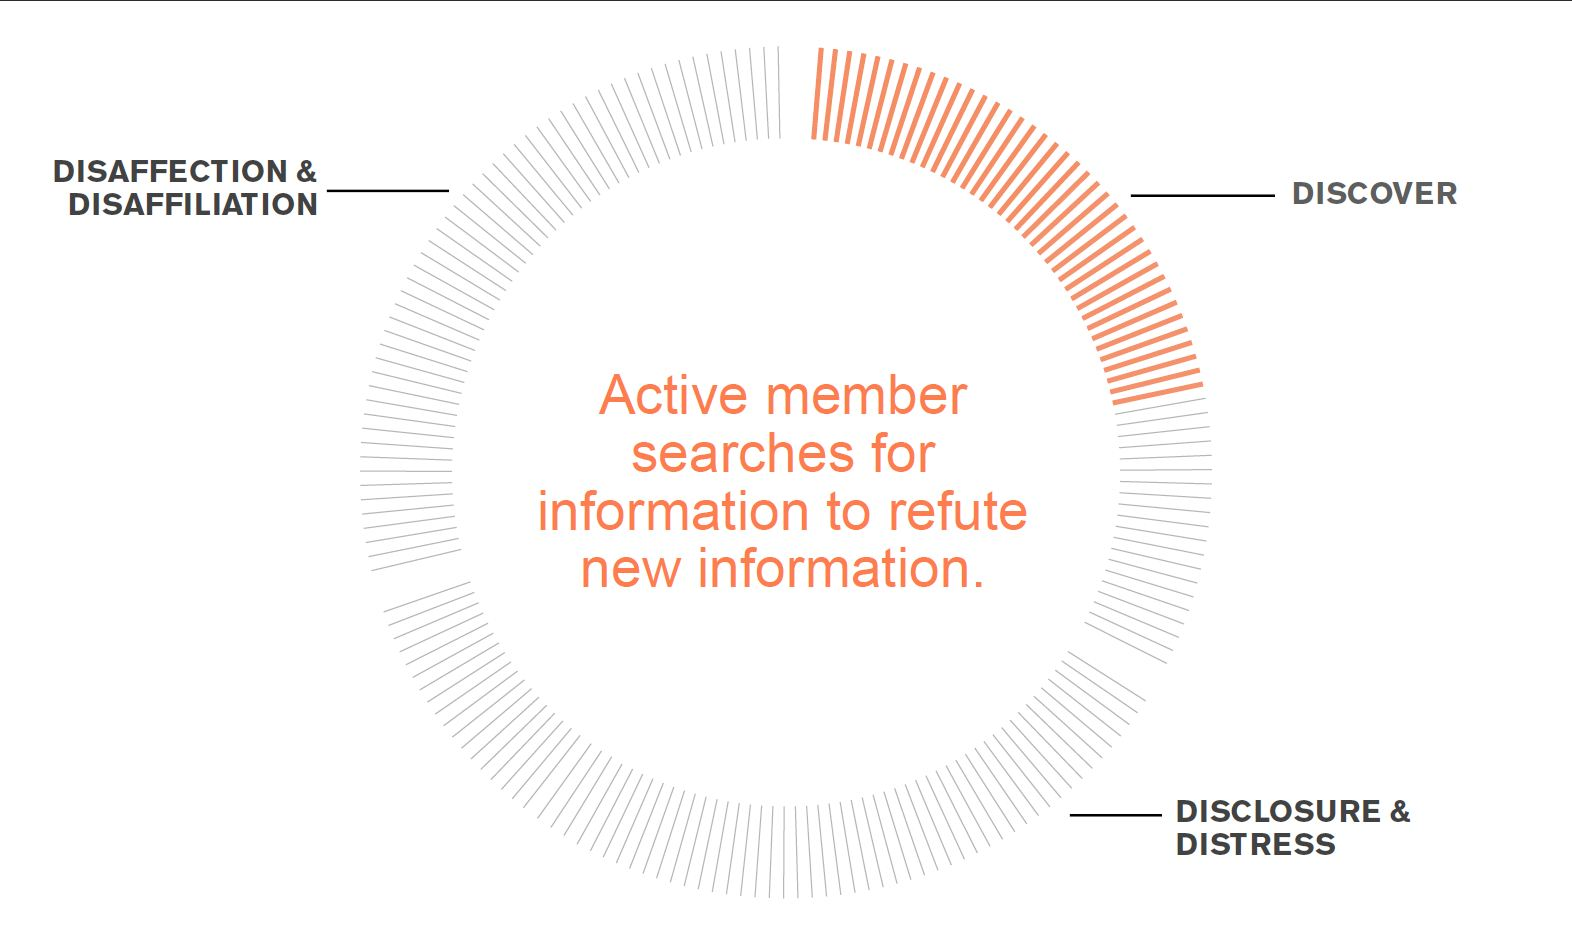 DISAFFECTION &
DISAFFILIATION
DISCOVER
Active member
searches for
information to refute
new information.
DISCLOSURE &
DISTRESS